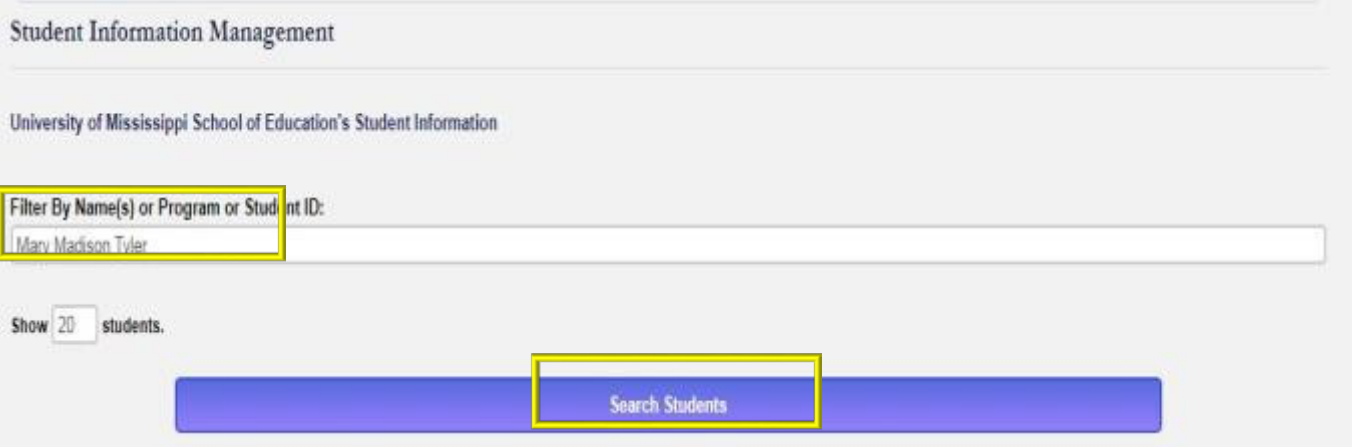 Student Information Management
University of Mississippi School of Education's Student Information
Filter By Name(s) or Program or Student ID:
Mary Madison Tyler
Show 20 students.
Search Students